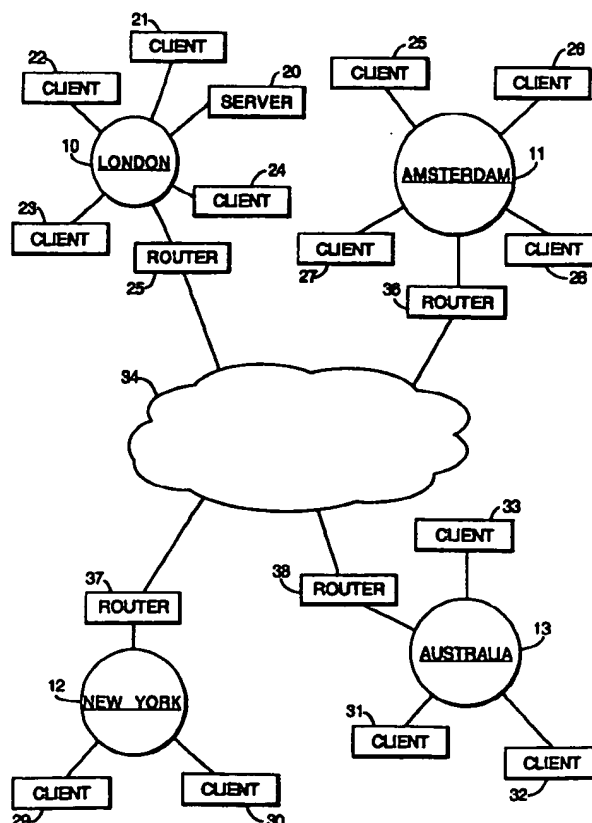 21
CLIENT
22
CLIENT
20
SERVER
10
LONDON
24
CLIENT
23
CLIENT
ROUTER
25
25
CLIENT
26
CLIENT
AMSTERDAM
11
CLIENT
27
CLIENT
28
36
ROUTER
34
33
CLIENT
37
ROUTER
38
ROUTER
13
AUSTRALIA
12
NEW YORK
31
CLIENT
CLIENT
32
CLIENT
29
CLIENT
30